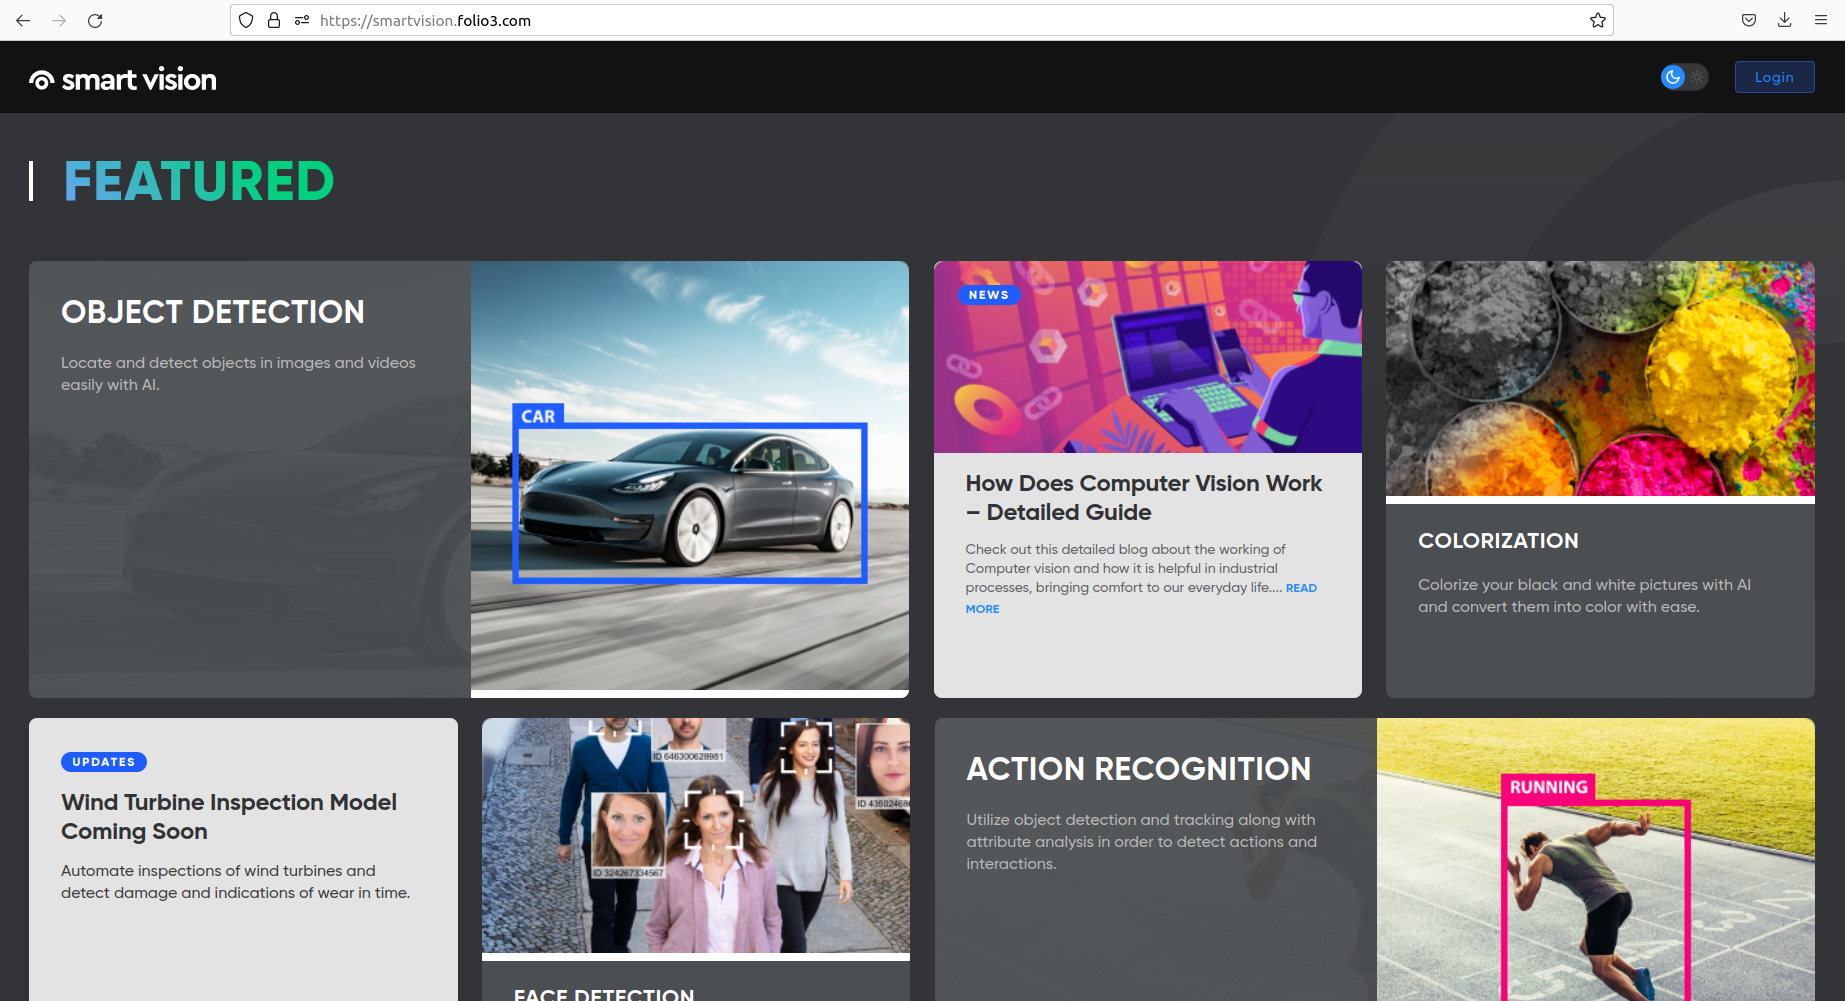 https://smartvision.folio3.com
smart vision
Login
FEATURED
OBJECT DETECTION
Locate and detect objects in images and videos
easily with AI.
CAR
NEWS
How Does Computer Vision Work
– Detailed Guide
Check out this detailed blog about the working of
Computer vision and how it is helpful in industrial
processes, bringing comfort to our everyday life.... READ
MORE
COLORIZATION
Colorize your black and white pictures with AI
and convert them into color with ease.
UPDATES
Wind Turbine Inspection Model
Coming Soon
Automate inspections of wind turbines and
detect damage and indications of wear in time.
ID 646300628981
ID 43502468
ID 324267334567
FACE DETECTION
ACTION RECOGNITION
Utilize object detection and tracking along with
attribute analysis in order to detect actions and
interactions.
RUNNING